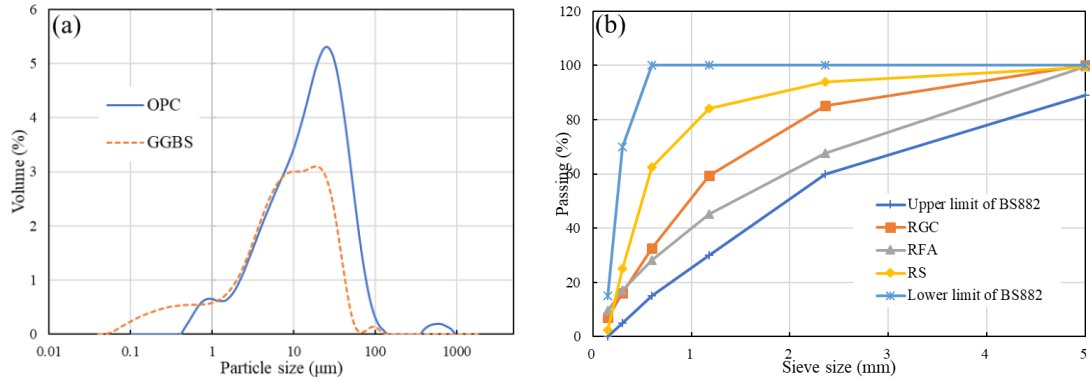 (a)
6
5
4
3
2
1
0
Volume (%)
OPC
GGBS
0.01 0.1 1 10 100 1000
Particle size (μm)
(b)
120
100
80
60
40
20
0
Passing (%)
Upper limit of BS882
RGC
RFA
RS
Lower limit of BS882
0 1 2 3 4 5
Sieve size (mm)